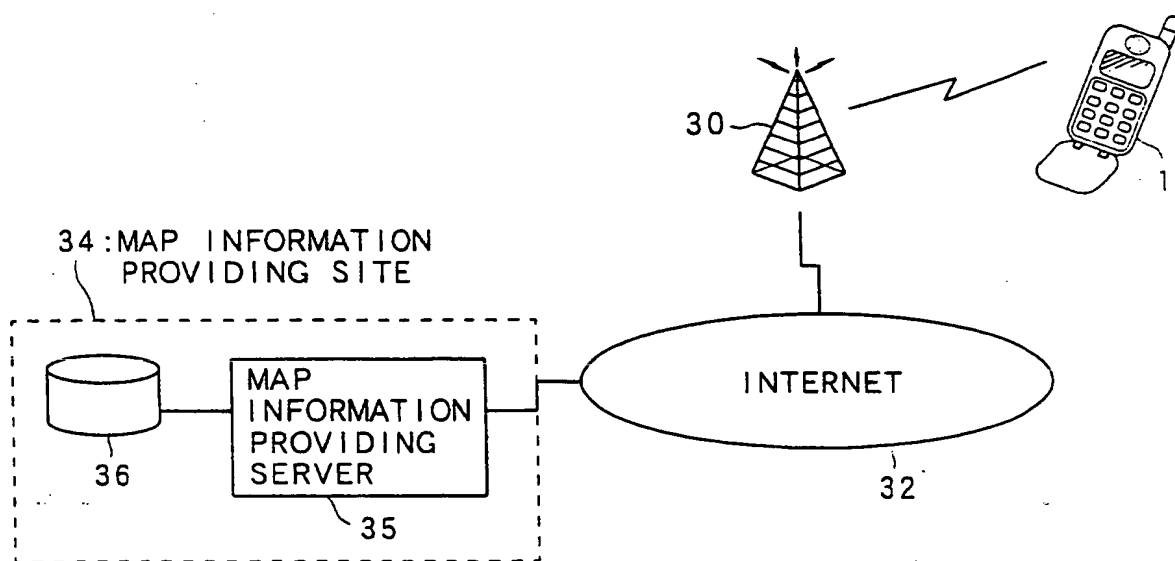 30
1
34:MAP INFORMATION
PROVIDING SITE
MAP
INFORMATION
PROVIDING
SERVER
INTERNET
36
32
35